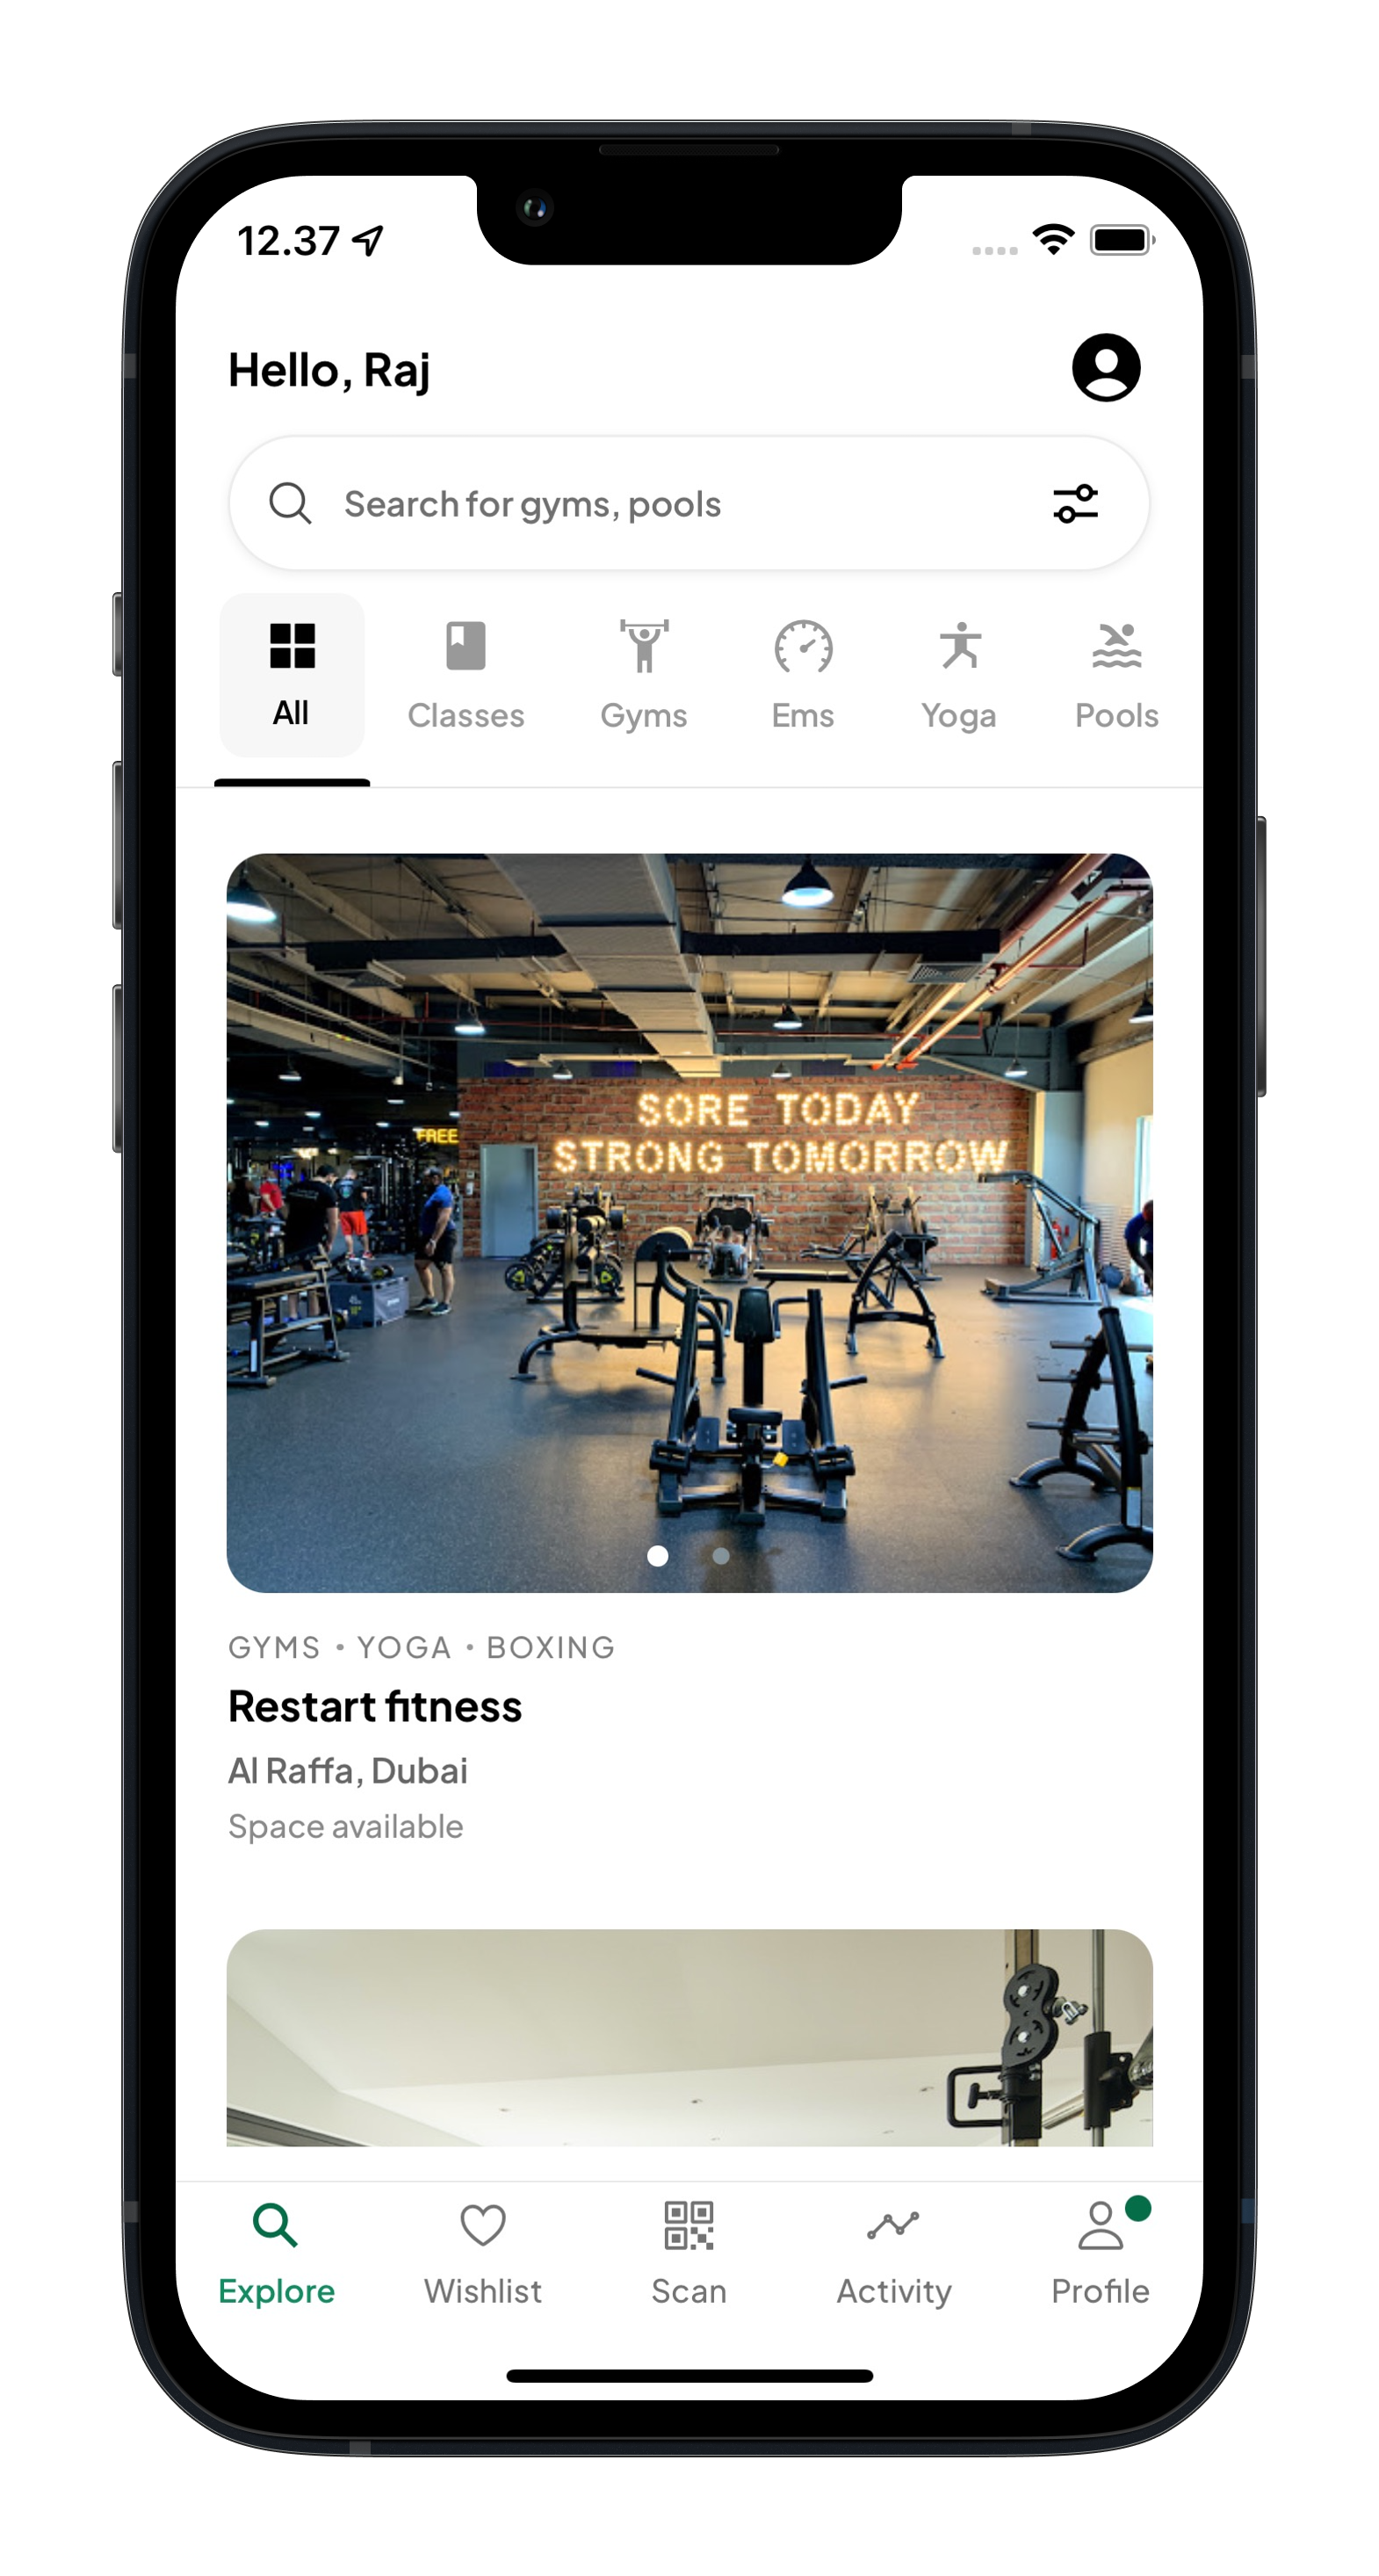 12.37
Hello, Raj
Search for gyms, pools
All
Classes
Gyms
Ems
Yoga
Pools
SORE TODAY
STRONG TOMORROW
FREE
GYMS • YOGA • BOXING
Restart fitness
Al Raffa, Dubai
Space available
Explore
Wishlist
Scan
Activity
Profile